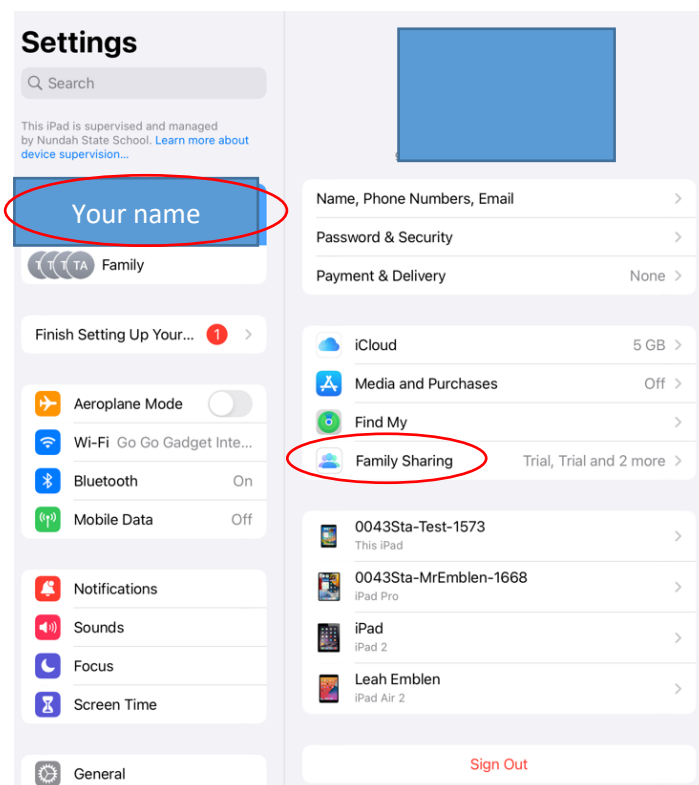 Settings
Search
This iPad is supervised and managed
by Nundah State School. Learn more about
device supervision...
Your name
TA Family
Finish Setting Up Your... 1
Aeroplane Mode
Wi-Fi Go Go Gadget Inte...
Bluetooth On
Mobile Data Off
Notifications
Sounds
Focus
Screen Time
General
Name, Phone Numbers, Email
Password & Security
Payment & Delivery None
iCloud 5 GB
Media and Purchases Off
Find My
Family Sharing Trial, Trial and 2 more
0043Sta-Test-1573
This iPad
0043Sta-MrEmblen-1668
iPad Pro
iPad
iPad 2
Leah Emblen
iPad Air 2
Sign Out